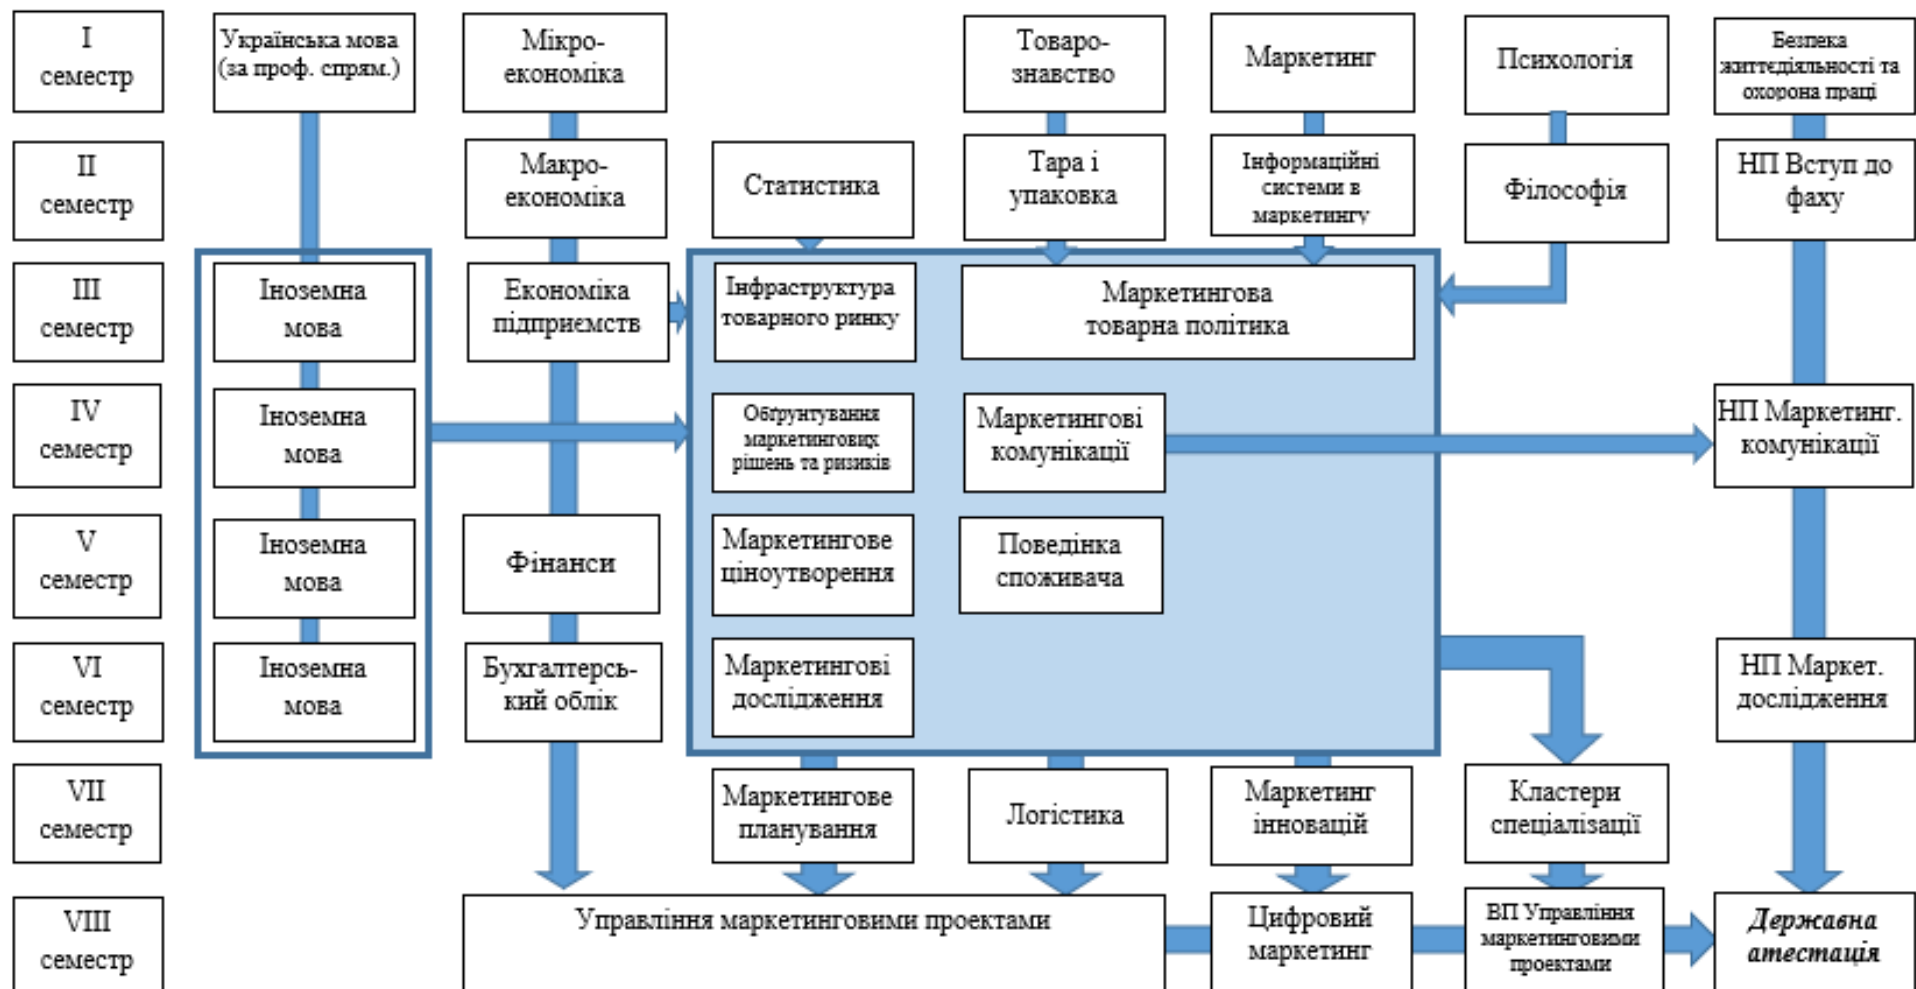 I
семестр
Українська мова
(за проф. спрям.)
Мікро-
економіка
Товаро-
знавство
Маркетинг
Психологія
Безпека
життєдіяльності та
охорона праці
II
семестр
Макро-
економіка
Статистика
Тара і
упаковка
Інформаційні
системи в
маркетингу
Філософія
НП Вступ до
фаху
III
семестр
Іноземна
мова
Економіка
підприємств
Інфраструктура
товарного ринку
Маркетингова
товарна політика
IV
семестр
Іноземна
мова
Обґрунтування
маркетингових
рішень та ризиків
Маркетингові
комунікації
НП Маркетинг.
комунікації
V
семестр
Іноземна
мова
Фінанси
Маркетингове
ціноутворення
Поведінка
споживача
VI
семестр
Іноземна
мова
Бухгалтерсь-
кий облік
Маркетингові
дослідження
НП Маркет.
дослідження
VII
семестр
Маркетингове
планування
Логістика
Маркетинг
інновацій
Кластери
спеціалізації
VIII
семестр
Управління маркетинговими проектами
Цифровий
маркетинг
ВП Управління
маркетинговими
проектами
Державна
атестація